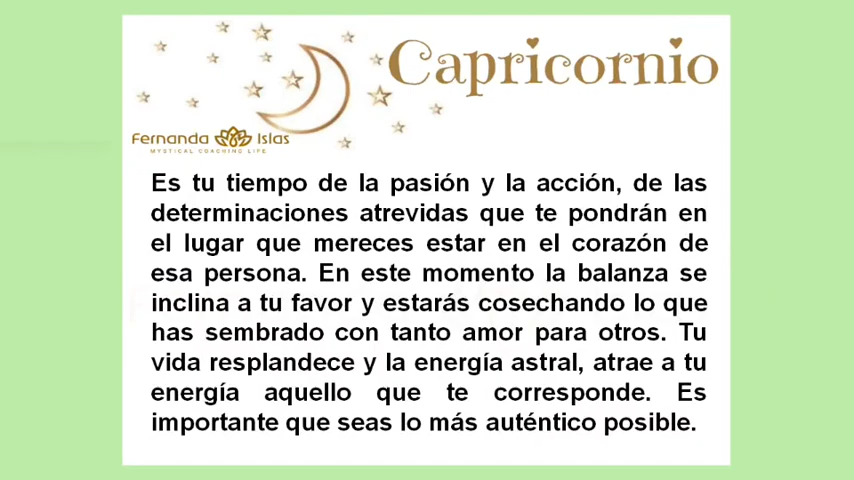 Capricornio
Fernanda Islas
MYSTICAL COACHING LIFE
Es tu tiempo de la pasión y la acción, de las
determinaciones atrevidas que te pondrán en
el lugar que mereces estar en el corazón de
esa persona. En este momento la balanza se
inclina a tu favor y estarás cosechando lo que
has sembrado con tanto amor para otros. Tu
vida resplandece y la energía astral, atrae a tu
energía aquello que te corresponde. Es
importante que seas lo más auténtico posible.